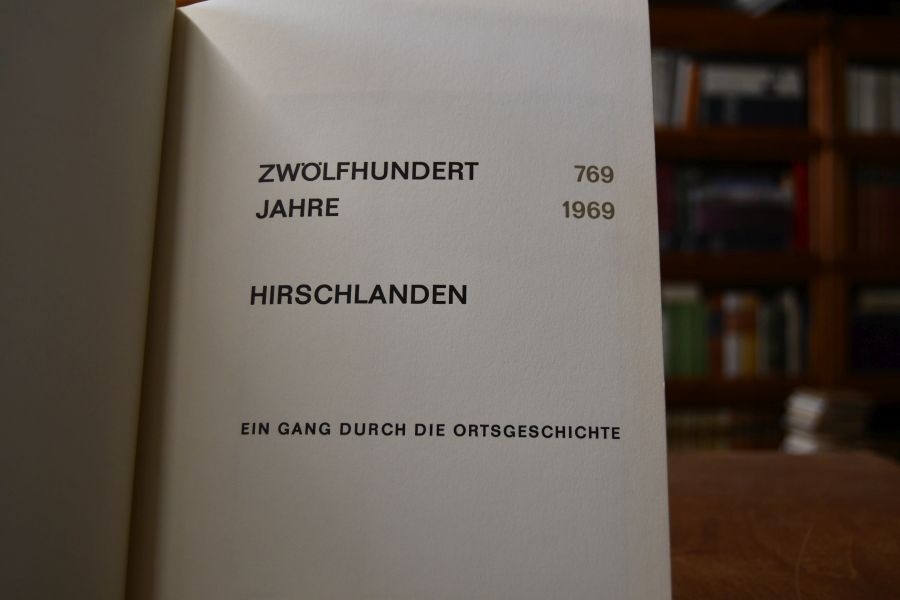 ZWÖLFHUNDERT 769
JAHRE 1969
HIRSCHLANDEN
EIN GANG DURCH DIE ORTSGESCHICHTE